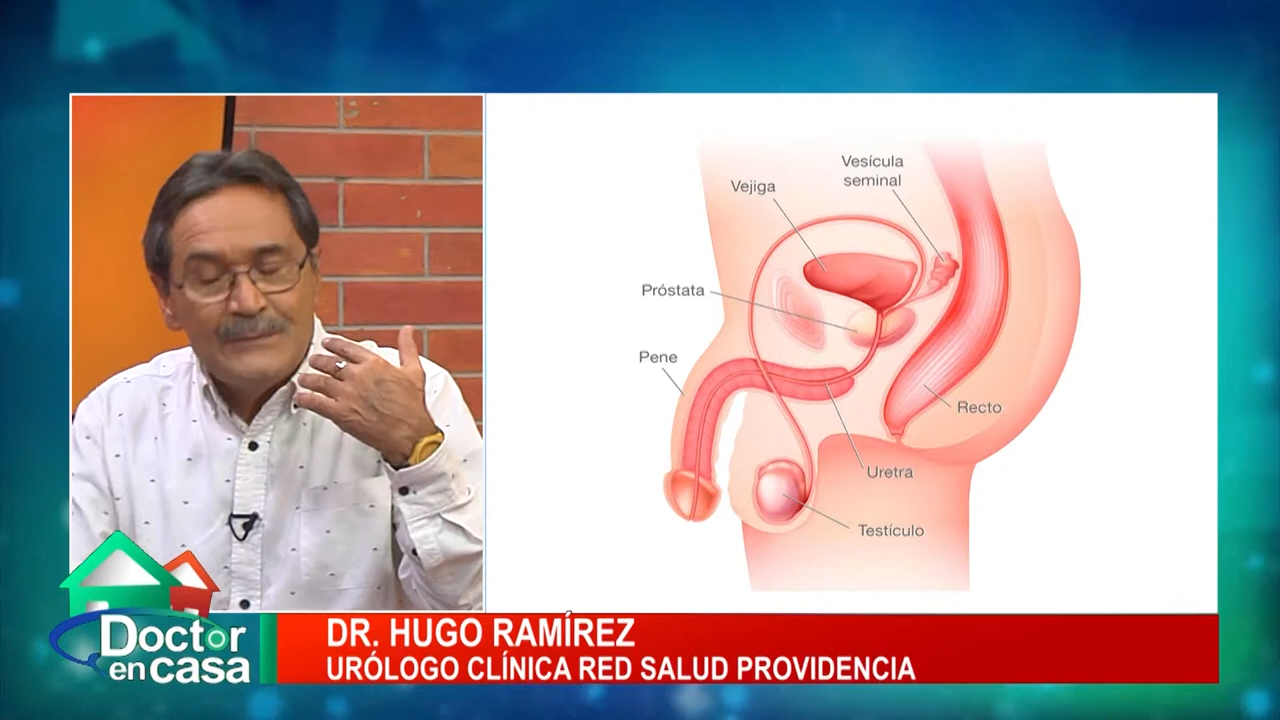 Vesícula
seminal
Vejiga
Próstata
Pene
Recto
Uretra
Testículo
Doctor
en casa
DR. HUGO RAMÍREZ
URÓLOGO CLÍNICA RED SALUD PROVIDENCIA